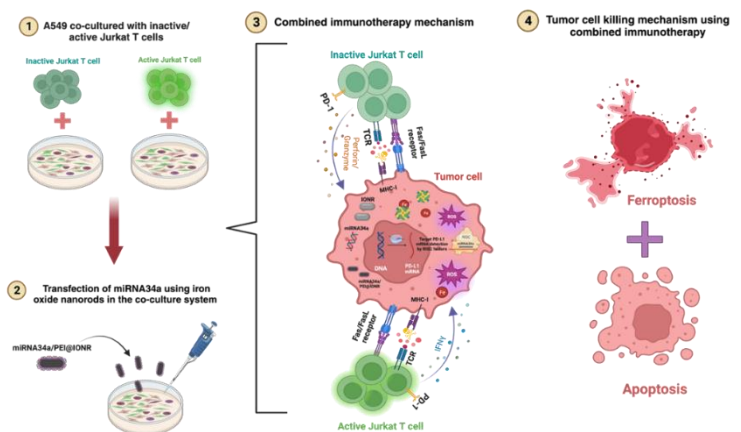 1
A549 co-cultured with inactive/
active Jurkat T cells
Inactive Jurkat T cell
Active Jurkat T cell
2
Transfection of miRNA34a using iron
oxide nanorods in the co-culture system
miRNA34a/PEI@IONR
3
Combined immunotherapy mechanism
Inactive Jurkat T cell
PD-1
Perforin/
Granzyme
TCR
Fas/FasL
receptor
MHC-I
Tumor cell
IONR
miRNA34a
Fe
ROS
DNA
PD-L1
mRNA
ROS
Fe
MHC-I
Fas/FasL
receptor
TCR
IFNγ
PD-1
Active Jurkat T cell
4
Tumor cell killing mechanism using
combined immunotherapy
Ferroptosis
Apoptosis